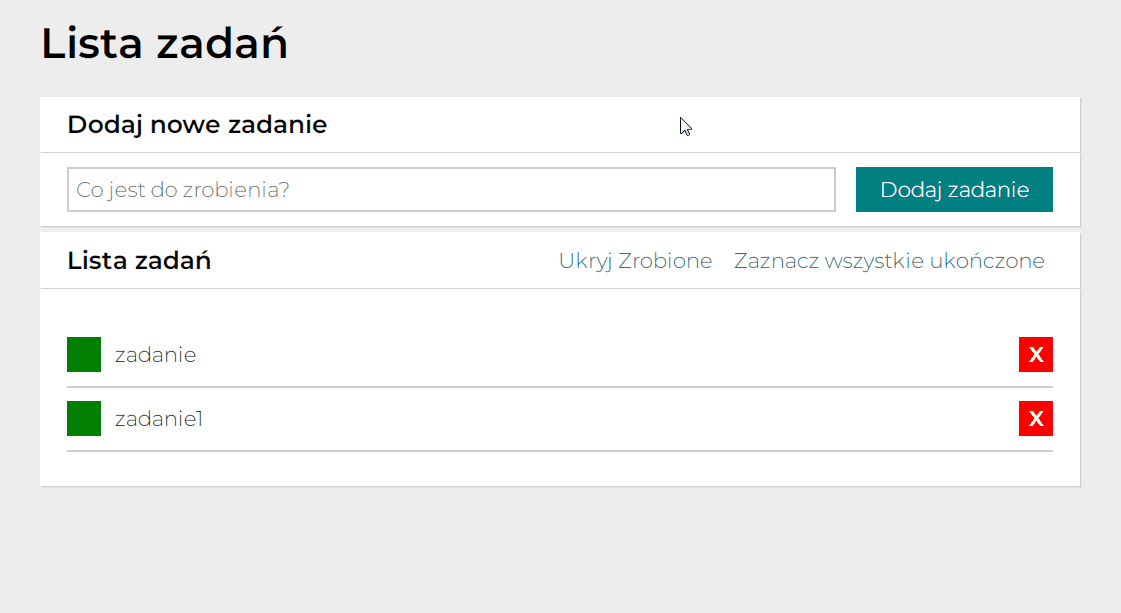 Lista zadań
Dodaj nowe zadanie
Co jest do zrobienia?
Dodaj zadanie
Lista zadań
Ukryj Zrobione
Zaznacz wszystkie ukończone
zadanie
X
zadanie1
X